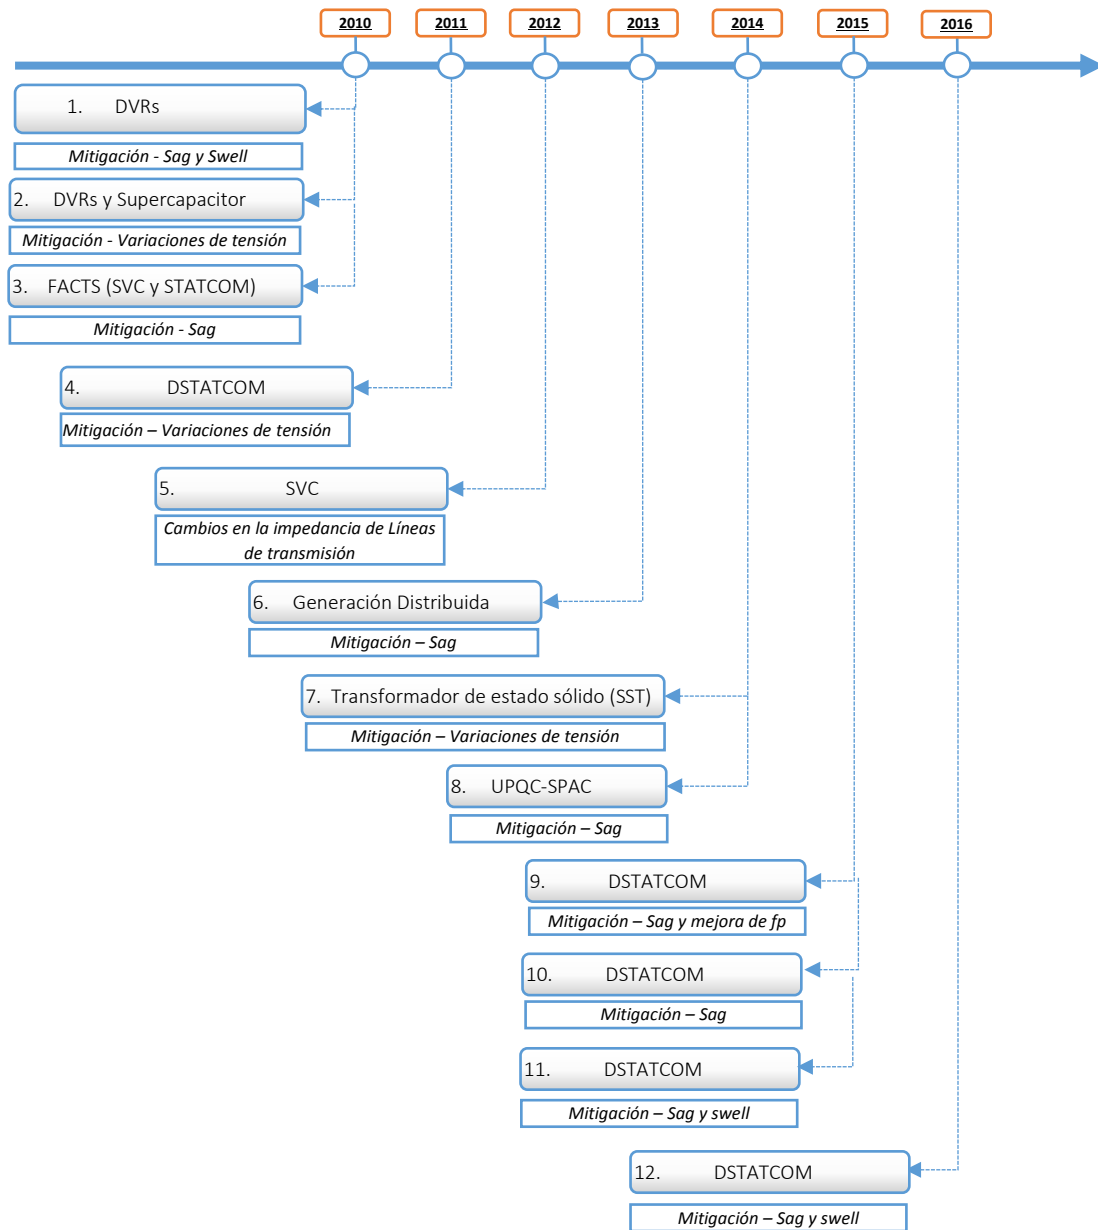 2010 2011 2012 2013 2014 2015 2016
1. DVRs
Mitigación - Sag y Swell
2. DVRs y Supercapacitor
Mitigación - Variaciones de tensión
3. FACTS (SVC y STATCOM)
Mitigación - Sag
4. DSTATCOM
Mitigación – Variaciones de tensión
5. SVC
Cambios en la impedancia de Líneas
de transmisión
6. Generación Distribuida
Mitigación – Sag
7. Transformador de estado sólido (SST)
Mitigación – Variaciones de tensión
8. UPQC-SPAC
Mitigación – Sag
9. DSTATCOM
Mitigación – Sag y mejora de fp
10. DSTATCOM
Mitigación – Sag
11. DSTATCOM
Mitigación – Sag y swell
12. DSTATCOM
Mitigación – Sag y swell